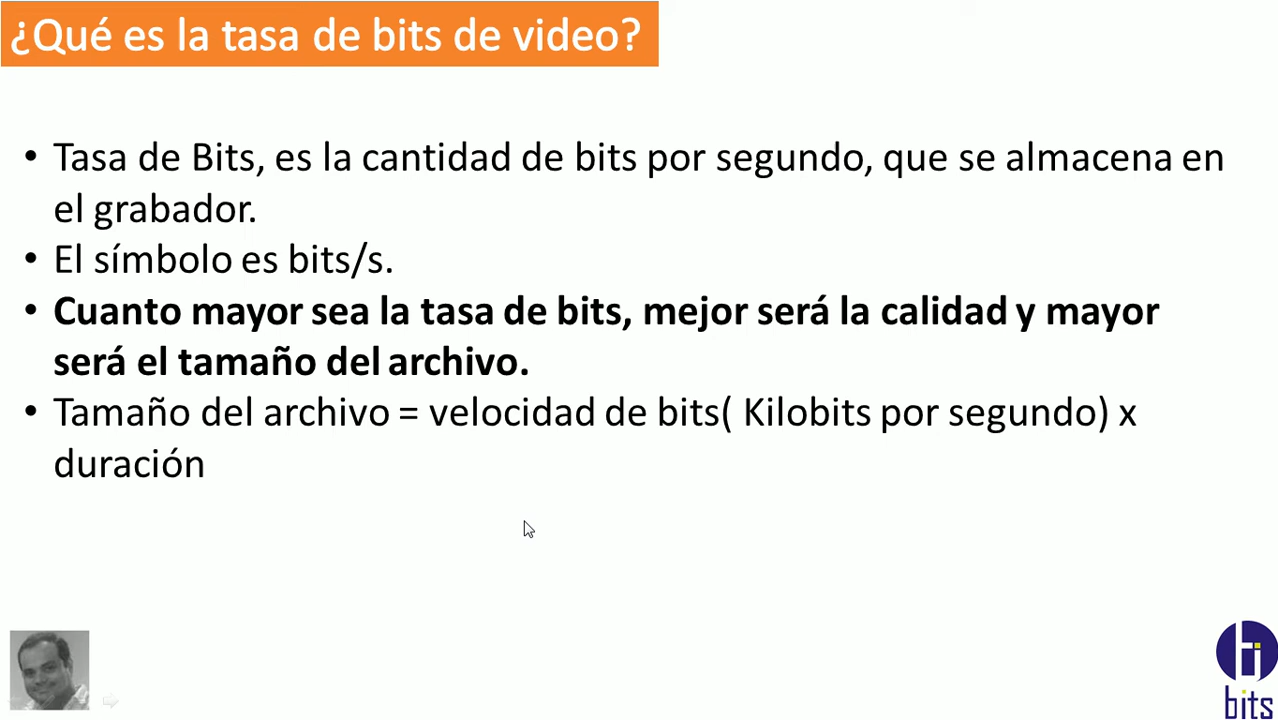 ¿Qué es la tasa de bits de video?
• Tasa de Bits, es la cantidad de bits por segundo, que se almacena en
el grabador.
• El símbolo es bits/s.
• Cuanto mayor sea la tasa de bits, mejor será la calidad y mayor
será el tamaño del archivo.
• Tamaño del archivo = velocidad de bits( Kilobits por segundo) x
duración
bits